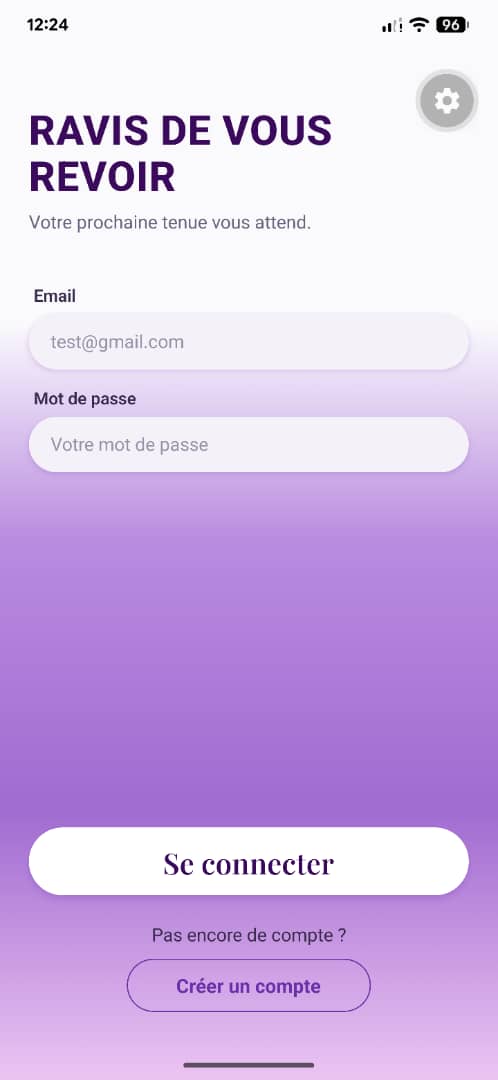 12:24
96
RAVIS DE VOUS
REVOIR
Votre prochaine tenue vous attend.
Email
test@gmail.com
Mot de passe
Votre mot de passe
Se connecter
Pas encore de compte ?
Créer un compte